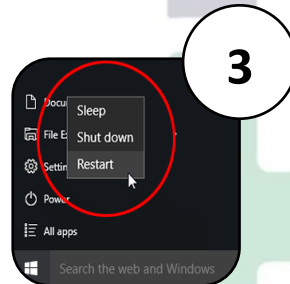 3
Docu
Sleep
File Ex
Shut down
Settin
Restart
Power
All apps
Search the web and Windows